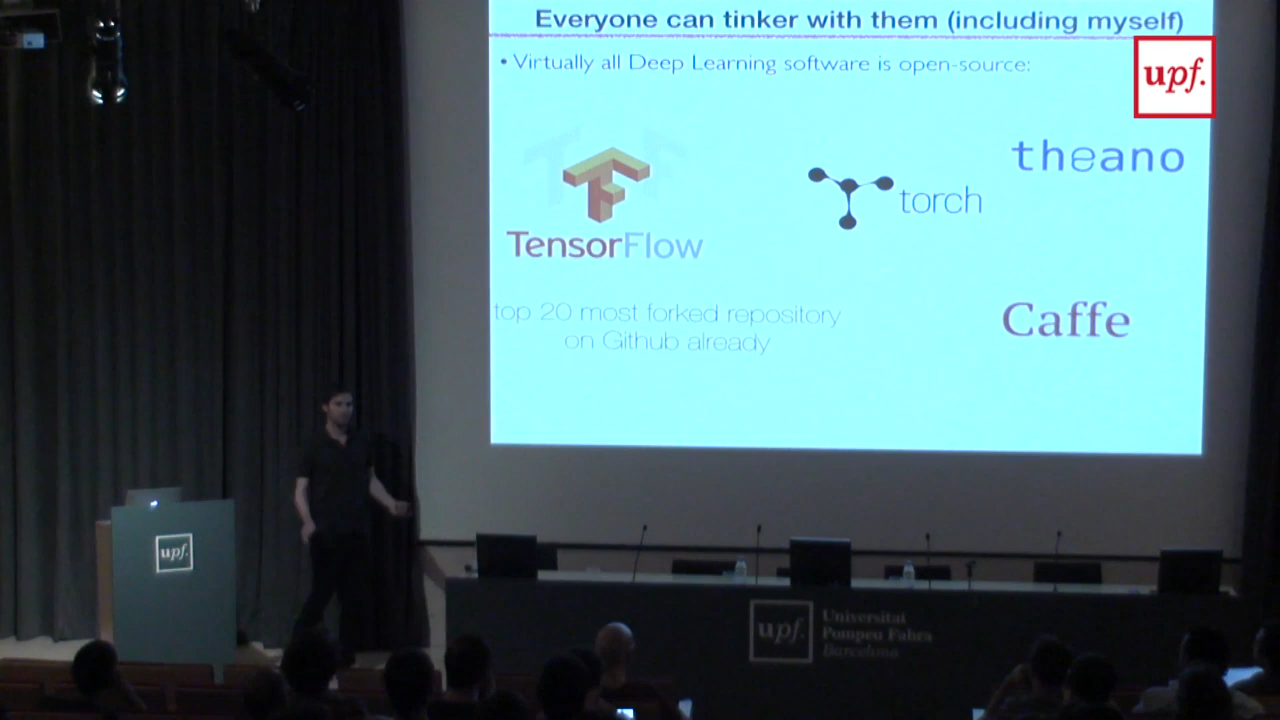 Everyone can tinker with them (including myself)
• Virtually all Deep Learning software is open-source:
upf.
theano
torch
TensorFlow
top 20 most forked repository
on Github already
Caffe
upf.
upf.
Universitat
Pompeu Fabra
Barcelona